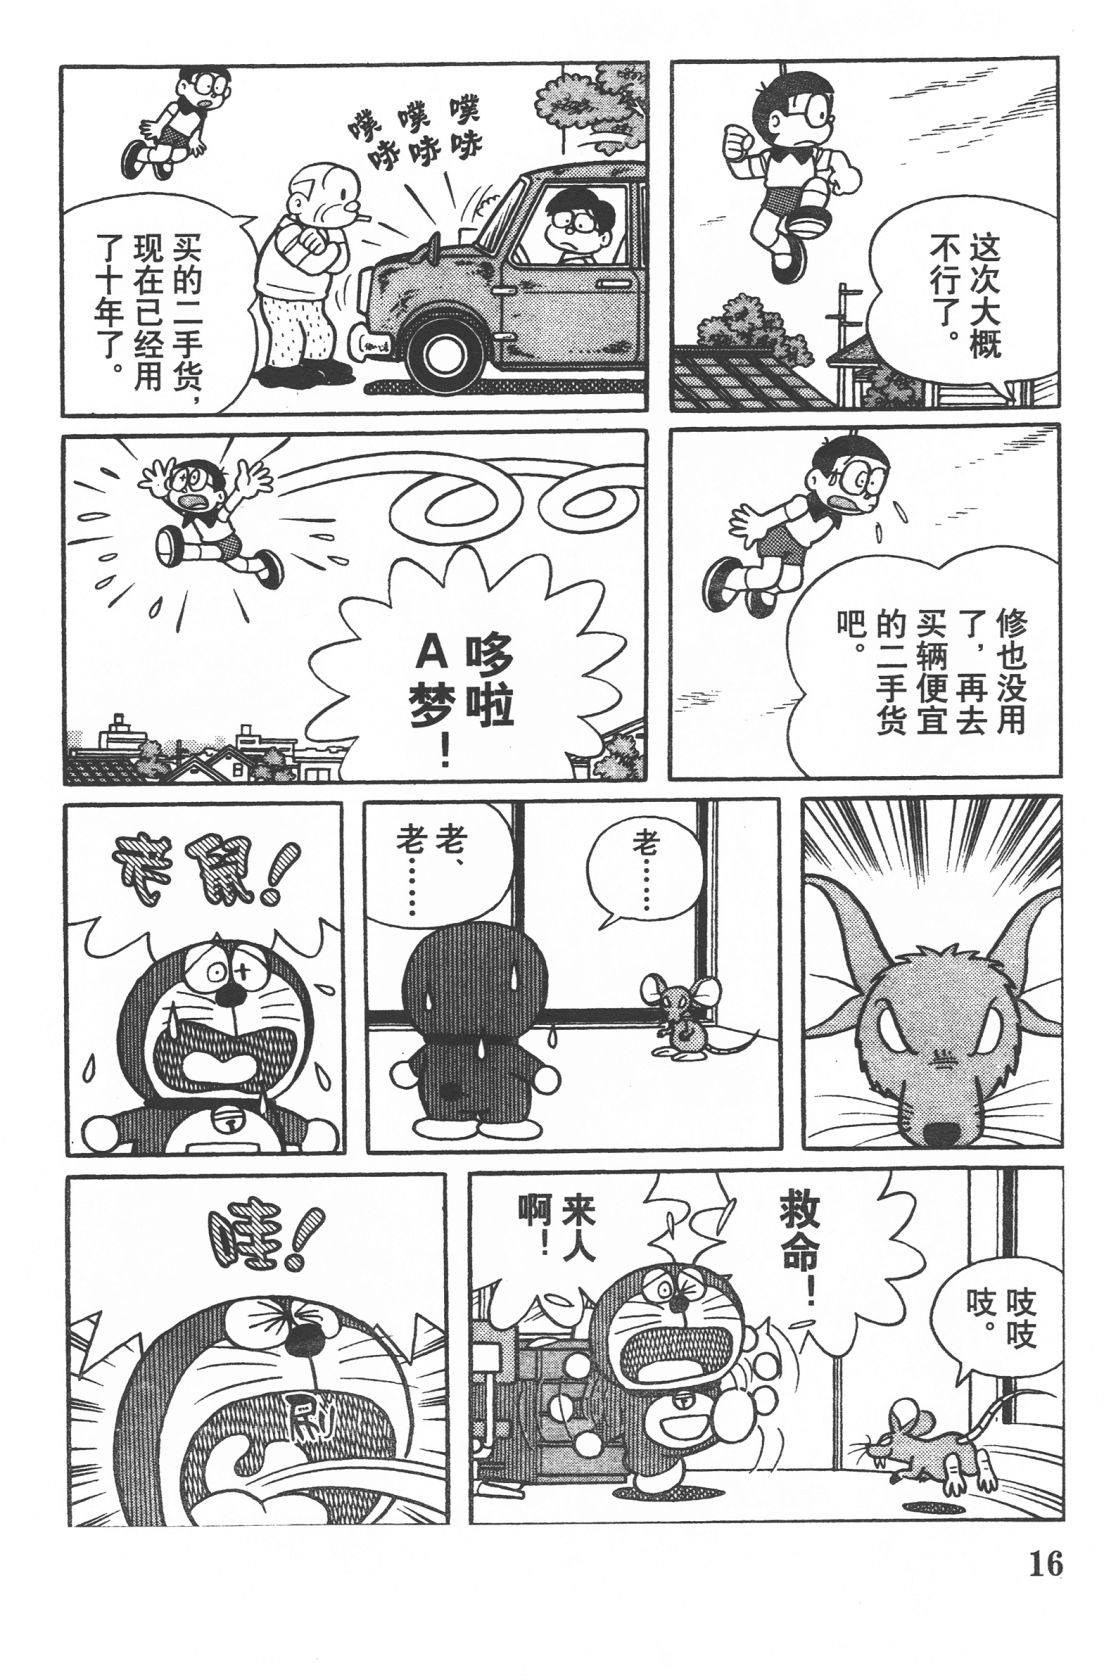 这次大概
不行了。
噗哧
噗哧
噗哧
买的二手货，
现在已经用
了十年了。
修也没用
了，再去
买辆便宜
的二手货
吧。
哆啦
A梦！
老……
老、
老……
老鼠！
吱吱
吱。
救命！
来人
啊！
哇！
16